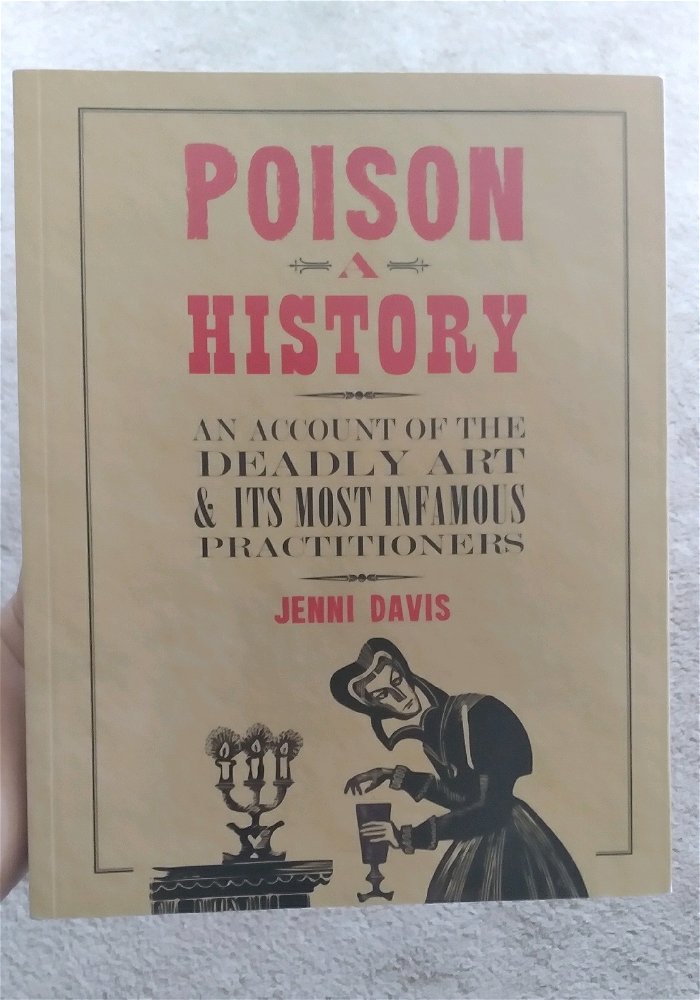 POISON
A
HISTORY
AN ACCOUNT OF THE
DEADLY ART
& ITS MOST INFAMOUS
PRACTITIONERS
JENNI DAVIS